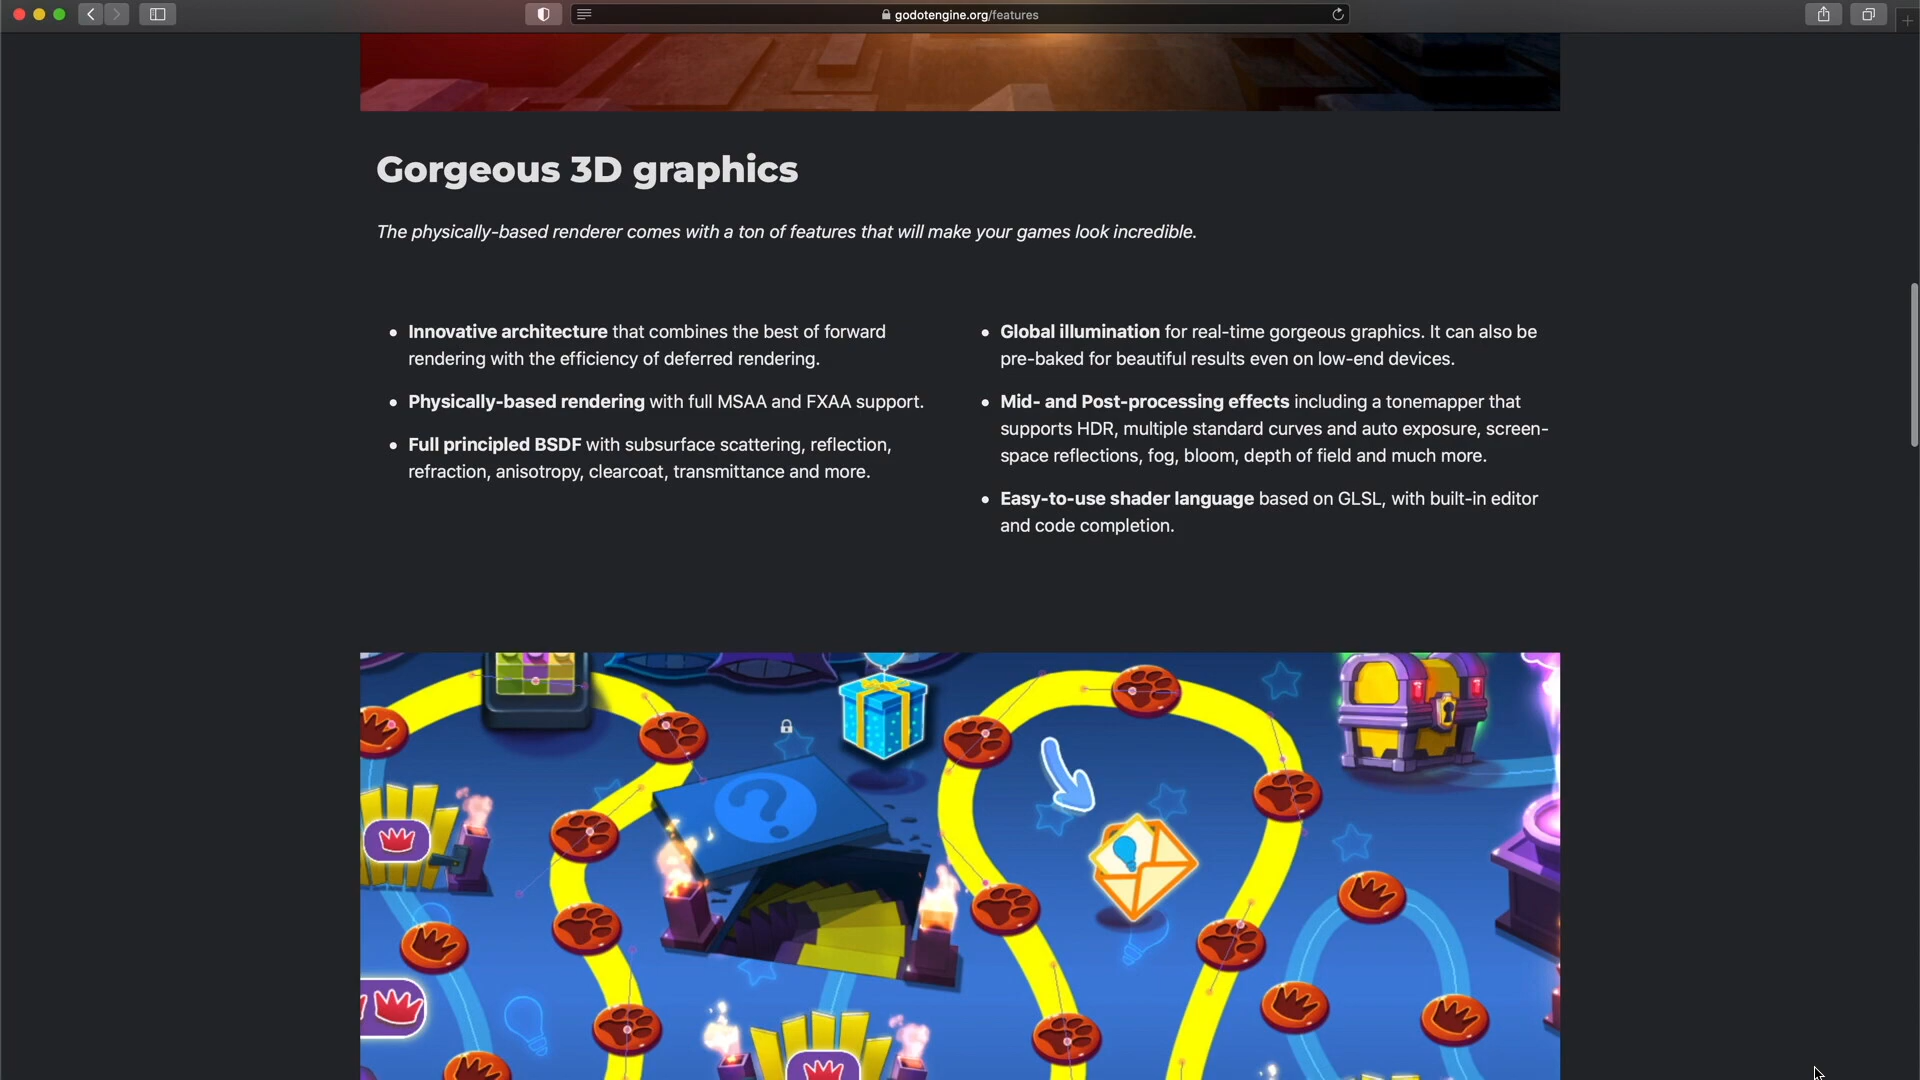 godotengine.org/features
Gorgeous 3D graphics
The physically-based renderer comes with a ton of features that will make your games look incredible.
• Innovative architecture that combines the best of forward
rendering with the efficiency of deferred rendering.
• Physically-based rendering with full MSAA and FXAA support.
• Full principled BSDF with subsurface scattering, reflection,
refraction, anisotropy, clearcoat, transmittance and more.
• Global illumination for real-time gorgeous graphics. It can also be
pre-baked for beautiful results even on low-end devices.
• Mid- and Post-processing effects including a tonemapper that
supports HDR, multiple standard curves and auto exposure, screen-
space reflections, fog, bloom, depth of field and much more.
• Easy-to-use shader language based on GLSL, with built-in editor
and code completion.
?